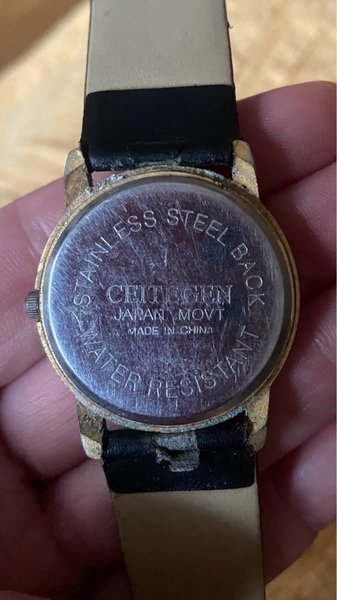 STAINLESS STEEL BACK
CEITEGEN
JAPAN MOVT
MADE IN CHINA
WATER RESISTANT